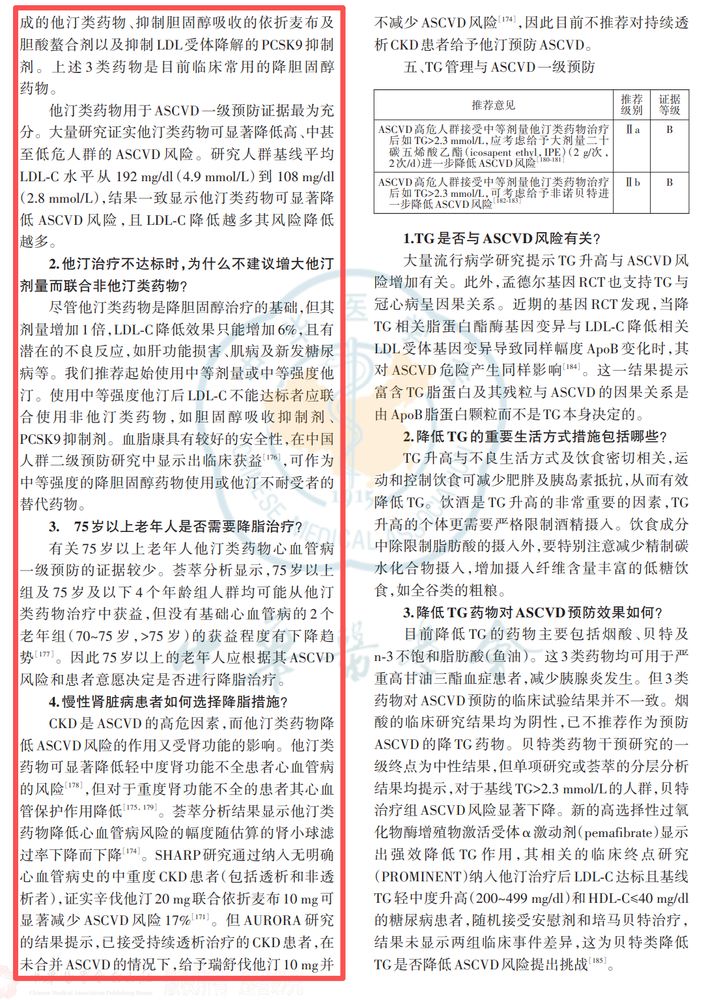 成的他汀类药物、抑制胆固醇吸收的依折麦布及
胆酸螯合剂以及抑制LDL受体降解的PCSK9抑制
剂。上述3类药物是目前临床常用的降胆固醇
药物。
他汀类药物用于ASCVD一级预防证据最为充
分。大量研究证实他汀类药物可显著降低高、中甚
至低危人群的ASCVD风险。研究人群基线平均
LDL-C水平从192 mg/dl(4.9 mmol/L)到108 mg/dl
(2.8 mmol/L),结果一致显示他汀类药物可显著降
低ASCVD风险,且LDL-C降低越多其风险降低
越多。
2.他汀治疗不达标时,为什么不建议增大他汀
剂量而联合非他汀类药物?
尽管他汀类药物是降胆固醇治疗的基础,但其
剂量增加1倍,LDL-C降低效果只能增加6%,且有
潜在的不良反应,如肝功能损害、肌病及新发糖尿
病等。我们推荐起始使用中等剂量或中等强度他
汀。使用中等强度他汀后LDL-C不能达标者应联
合使用非他汀类药物,如胆固醇吸收抑制剂、
PCSK9抑制剂。血脂康具有较好的安全性,在中国
人群二级预防研究中显示出临床获益[176],可作为
中等强度的降胆固醇药物使用或他汀不耐受者的
替代药物。
3. 75岁以上老年人是否需要降脂治疗?
有关75岁以上老年人他汀类药物心血管病
一级预防的证据较少。荟萃分析显示,75岁以上
组及75岁及以下4个年龄组人群均可能从他汀
类药物治疗中获益,但没有基础心血管病的2个
老年组(70~75岁,>75岁)的获益程度有下降趋
势[177]。因此75岁以上的老年人应根据其ASCVD
风险和患者意愿决定是否进行降脂治疗。
4.慢性肾脏病患者如何选择降脂措施?
CKD是ASCVD的高危因素,而他汀类药物降
低ASCVD风险的作用又受肾功能的影响。他汀类
药物可显著降低轻中度肾功能不全患者心血管病
的风险[178],但对于重度肾功能不全的患者其心血
管保护作用降低[175, 179]。荟萃分析结果显示他汀类
药物降低心血管病风险的幅度随估算的肾小球滤
过率下降而下降[174]。SHARP研究通过纳入无明确
心血管病史的中重度CKD患者(包括透析和非透
析者),证实辛伐他汀20 mg联合依折麦布10 mg可
显著减少ASCVD风险17%[171]。但AURORA研究
的结果提示,已接受持续透析治疗的CKD患者,在
未合并ASCVD的情况下,给予瑞舒伐他汀10 mg并
不减少ASCVD风险[174],因此目前不推荐对持续透
析CKD患者给予他汀预防ASCVD。
五、TG管理与ASCVD一级预防
推荐意见 推荐级别 证据等级
ASCVD高危人群接受中等剂量他汀类药物治疗 Ⅱa B
后如TG>2.3 mmol/L,应考虑给予大剂量二十
碳五烯酸乙酯(icosapent ethyl,IPE)(2 g/次,
2次/d)进一步降低ASCVD风险[180-181]
ASCVD高危人群接受中等剂量他汀类药物治疗 Ⅱb B
后如TG>2.3 mmol/L,可考虑给予非诺贝特进
一步降低ASCVD风险[182-183]
1.TG是否与ASCVD风险有关?
大量流行病学研究提示TG升高与ASCVD风
险增加有关。此外,孟德尔基因RCT也支持TG与
冠心病呈因果关系。近期的基因RCT发现,当降
TG相关脂蛋白酯酶基因变异与LDL-C降低相关
LDL受体基因变异导致同样幅度ApoB变化时,其
对ASCVD危险产生同样影响[184]。这一结果提示
富含TG脂蛋白及其残粒与ASCVD的因果关系是
由ApoB脂蛋白颗粒而不是TG本身决定的。
2.降低TG的重要生活方式措施包括哪些?
TG升高与不良生活方式及饮食密切相关,运
动和控制饮食可减少肥胖及胰岛素抵抗,从而有效
降低TG。饮酒是TG升高的非常重要的因素,TG
升高的个体更需要严格限制酒精摄入。饮食成分
中除限制脂肪酸的摄入外,要特别注意减少精制碳
水化合物摄入,增加摄入纤维含量丰富的低糖饮
食,如全谷类的粗粮。
3.降低TG药物对ASCVD预防效果如何?
目前降低TG的药物主要包括烟酸、贝特及
n-3不饱和脂肪酸(鱼油)。这3类药物均可用于严
重高甘油三酯血症患者,减少胰腺炎发生。但3类
药物对ASCVD预防的临床试验结果并不一致。烟
酸的临床研究结果均为阴性,已不推荐作为预防
ASCVD的降TG药物。贝特类药物干预研究的一
级终点为中性结果,但单项研究或荟萃的分层分析
结果均提示,对于基线TG>2.3 mmol/L的人群,贝特
治疗组ASCVD风险显著下降。新的高选择性过氧
化物酶增殖物激活受体α激动剂(pemafibrate)显示
出强效降低TG作用,其相关的临床终点研究
(PROMINENT)纳入他汀治疗后LDL-C达标且基线
TG轻中度升高(200~499 mg/dl)和HDL-C≤40 mg/dl
的糖尿病患者,随机接受安慰剂和培马贝特治疗,
结果未显示两组临床事件差异,这为贝特类降低
TG是否降低ASCVD风险提出挑战[185]。
中华医学会
CHINESE MEDICAL ASSOCIATION
1915
Chinese Medical Association Publishing House
版权所有 违者必究